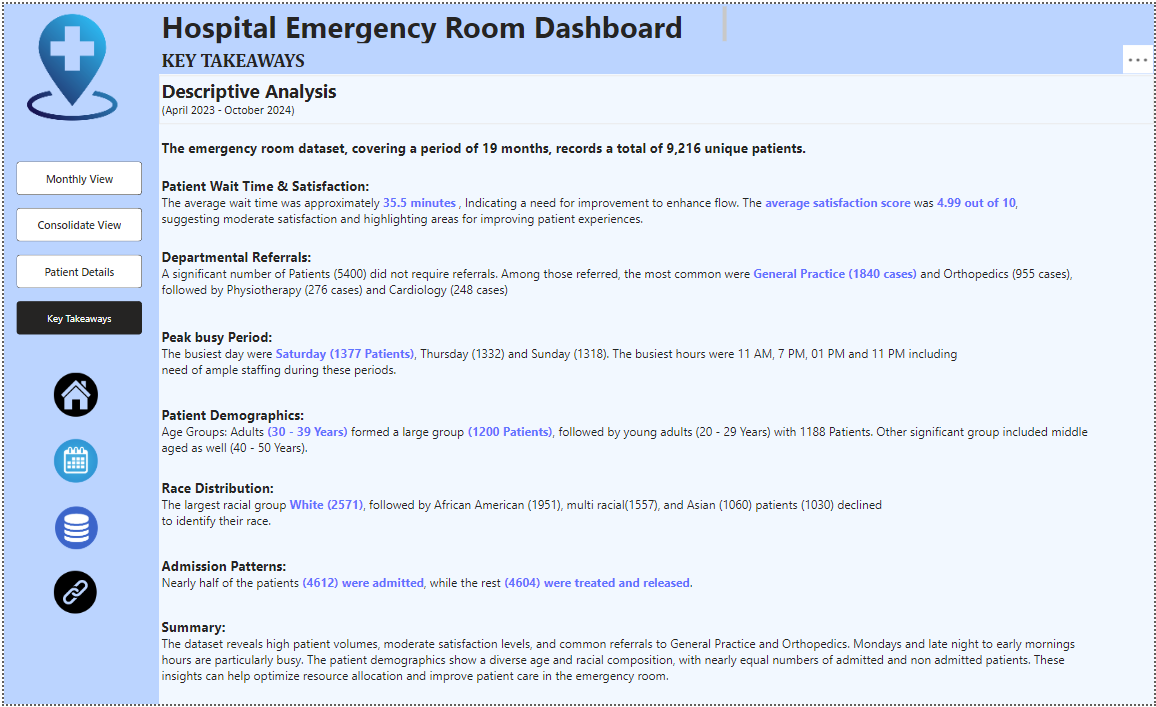 Hospital Emergency Room Dashboard
KEY TAKEAWAYS
Descriptive Analysis
(April 2023 - October 2024)
Monthly View
Consolidate View
Patient Details
Key Takeaways
The emergency room dataset, covering a period of 19 months, records a total of 9,216 unique patients.
Patient Wait Time & Satisfaction:
The average wait time was approximately 35.5 minutes , Indicating a need for improvement to enhance flow. The average satisfaction score was 4.99 out of 10,
suggesting moderate satisfaction and highlighting areas for improving patient experiences.
Departmental Referrals:
A significant number of Patients (5400) did not require referrals. Among those referred, the most common were General Practice (1840 cases) and Orthopedics (955 cases),
followed by Physiotherapy (276 cases) and Cardiology (248 cases)
Peak busy Period:
The busiest day were Saturday (1377 Patients), Thursday (1332) and Sunday (1318). The busiest hours were 11 AM, 7 PM, 01 PM and 11 PM including
need of ample staffing during these periods.
Patient Demographics:
Age Groups: Adults (30 - 39 Years) formed a large group (1200 Patients), followed by young adults (20 - 29 Years) with 1188 Patients. Other significant group included middle
aged as well (40 - 50 Years).
Race Distribution:
The largest racial group White (2571), followed by African American (1951), multi racial(1557), and Asian (1060) patients (1030) declined
to identify their race.
Admission Patterns:
Nearly half of the patients (4612) were admitted, while the rest (4604) were treated and released.
Summary:
The dataset reveals high patient volumes, moderate satisfaction levels, and common referrals to General Practice and Orthopedics. Mondays and late night to early mornings
hours are particularly busy. The patient demographics show a diverse age and racial composition, with nearly equal numbers of admitted and non admitted patients. These
insights can help optimize resource allocation and improve patient care in the emergency room.